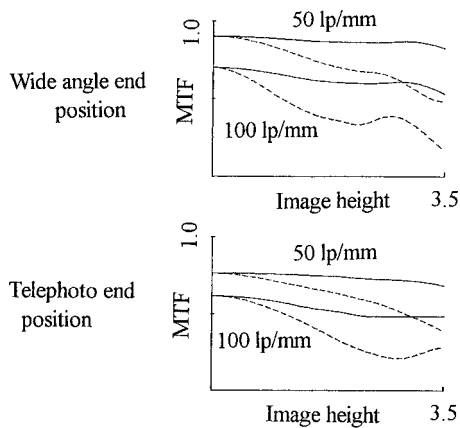 50 lp/mm
1.0
Wide angle end
position
MTF
100 lp/mm
Image height
3.5
1.0
50 lp/mm
Telephoto end
position
MTF
100 lp/mm
Image height
3.5